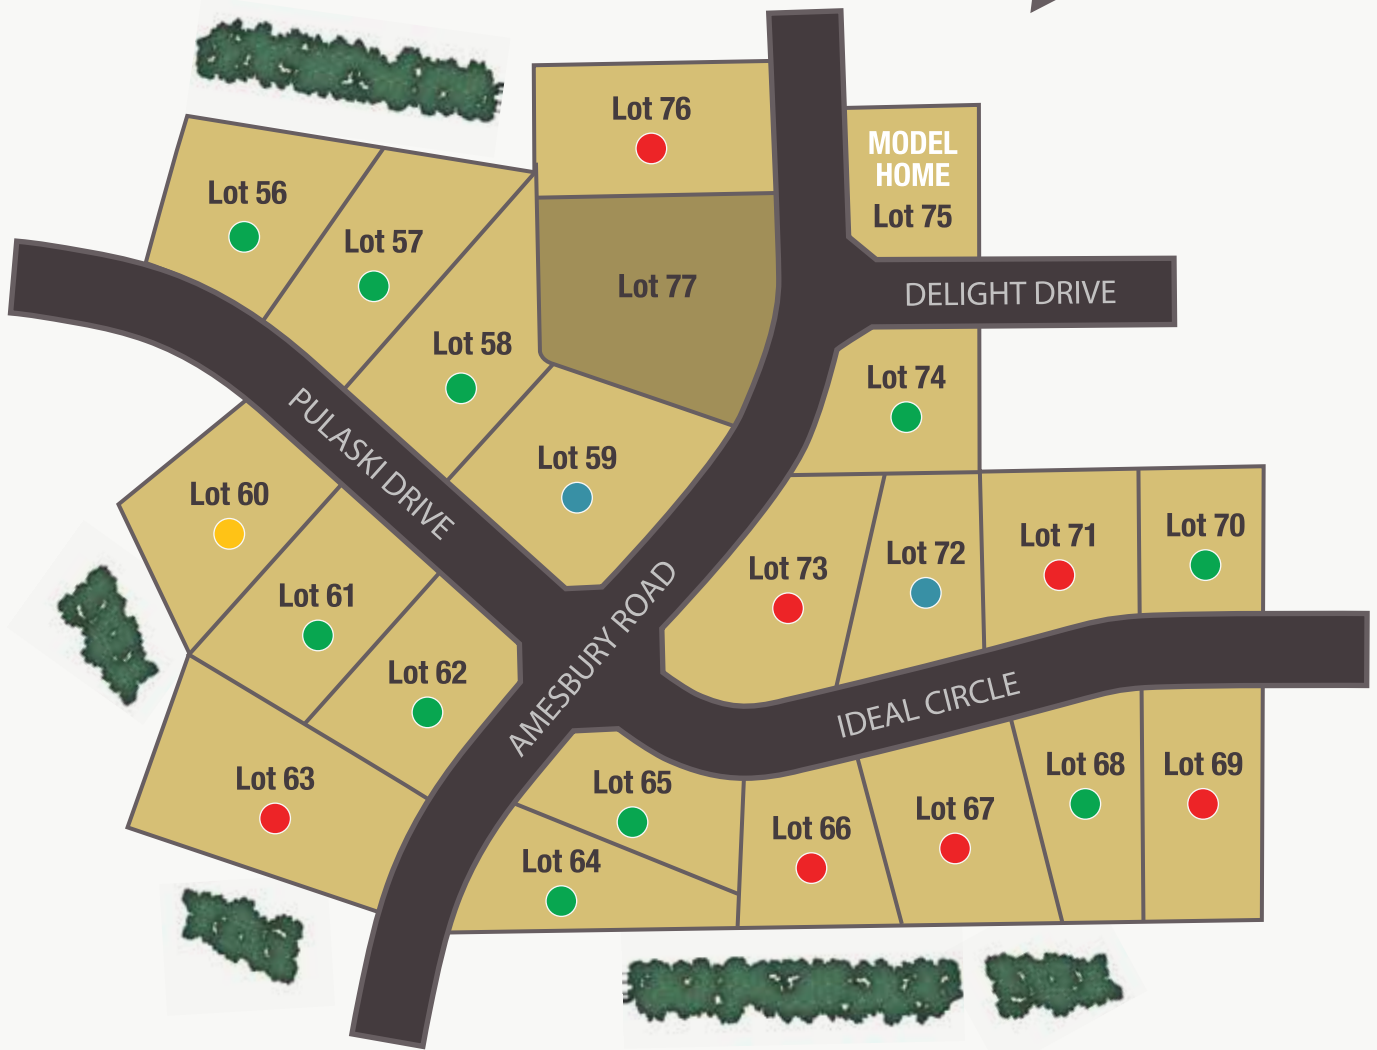 Lot 76
MODEL
HOME
Lot 75
Lot 56
Lot 57
Lot 77
DELIGHT DRIVE
Lot 58
Lot 74
PULASKI DRIVE
Lot 59
Lot 60
Lot 73
Lot 72
Lot 71
Lot 70
Lot 61
AMESBURY ROAD
Lot 62
IDEAL CIRCLE
Lot 63
Lot 65
Lot 68
Lot 69
Lot 66
Lot 67
Lot 64